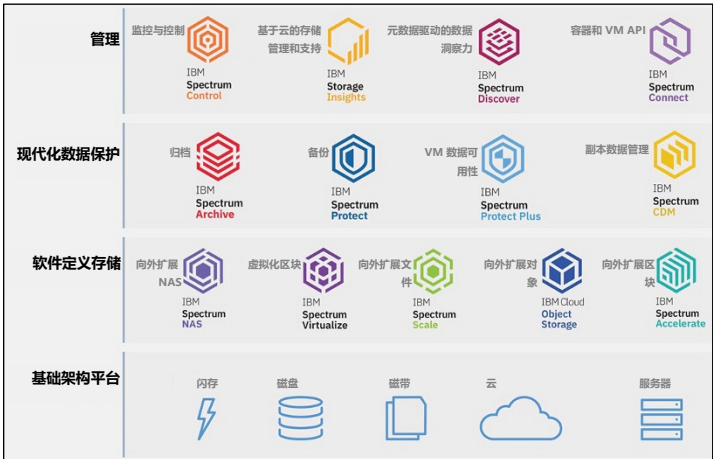 管理
监控与控制
IBM
Spectrum
Control
基于云的存储
管理和支持
IBM
Storage
Insights
元数据驱动的数据
洞察力
IBM
Spectrum
Discover
容器和 VM API
IBM
Spectrum
Connect
现代化数据保护
归档
IBM
Spectrum
Archive
备份
IBM
Spectrum
Protect
VM 数据可
用性
IBM
Spectrum
Protect Plus
副本数据管理
IBM
Spectrum
CDM
软件定义存储
向外扩展
NAS
IBM
Spectrum
NAS
虚拟化区块
IBM
Spectrum
Virtualize
向外扩展文
件
IBM
Spectrum
Scale
向外扩展对
象
IBM Cloud
Object
Storage
向外扩展区
块
IBM
Spectrum
Accelerate
基础架构平台
闪存
磁盘
磁带
云
服务器